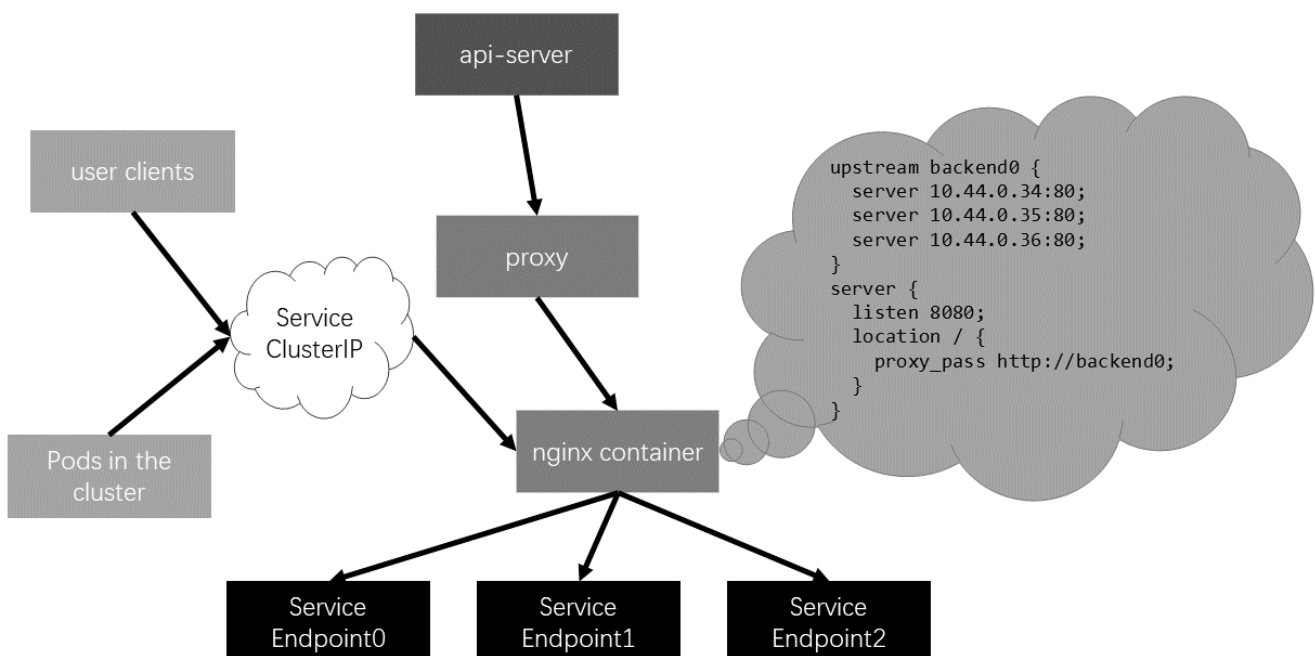 api-server
user clients
proxy
Service
ClusterIP
Pods in the
cluster
nginx container
upstream backend0 {
  server 10.44.0.34:80;
  server 10.44.0.35:80;
  server 10.44.0.36:80;
}
server {
  listen 8080;
  location / {
    proxy_pass http://backend0;
  }
}
Service
Endpoint0
Service
Endpoint1
Service
Endpoint2